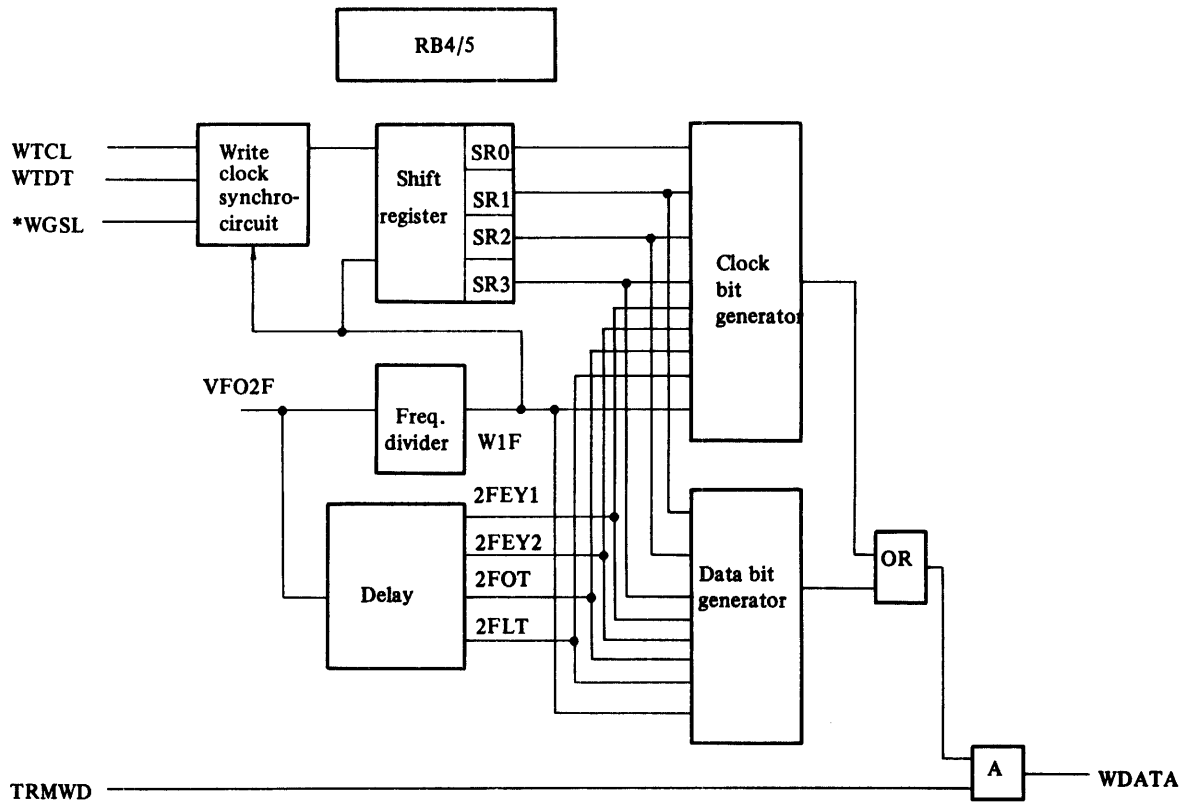 RB4/5
WTCL
WTDT
*WGSL
Write
clock
synchro-
circuit
Shift
register
SR0
SR1
SR2
SR3
Clock
bit
generator
VFO2F
Freq.
divider
W1F
2FEY1
2FEY2
2FOT
2FLT
Delay
Data bit
generator
OR
A
TRMWD
WDATA